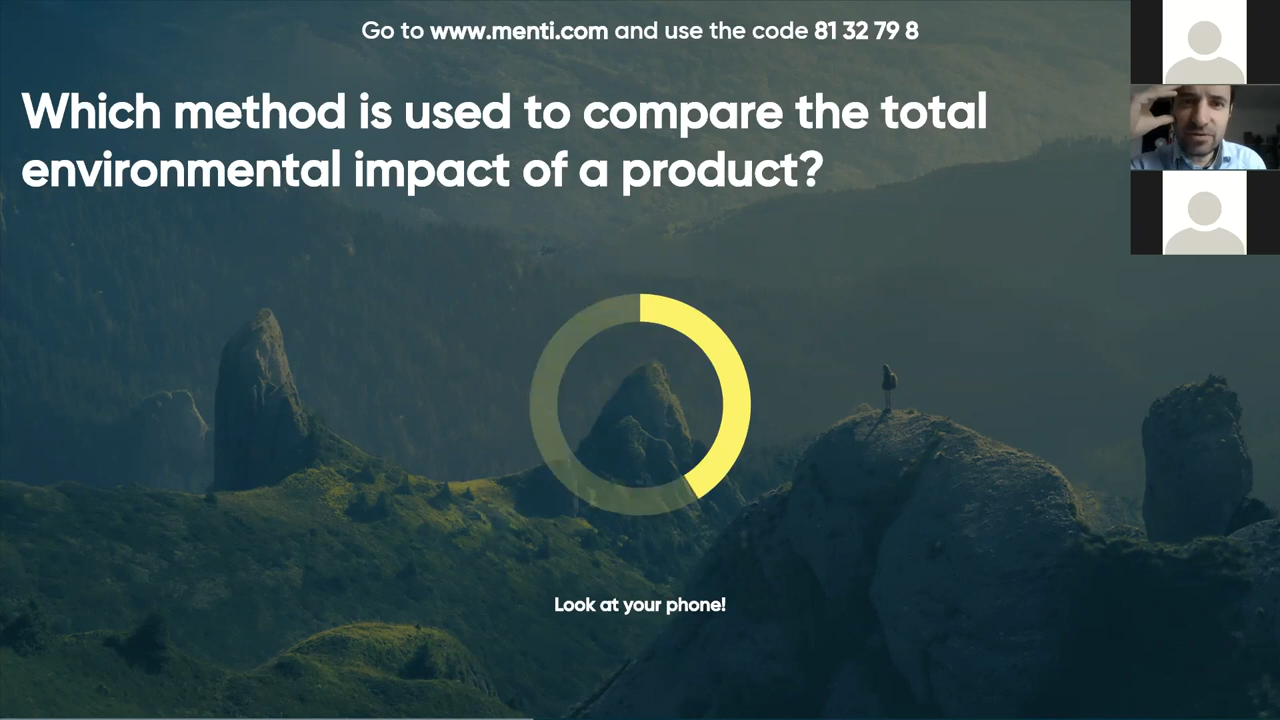 Go to www.menti.com and use the code 81 32 79 8
Which method is used to compare the total
environmental impact of a product?
Look at your phone!